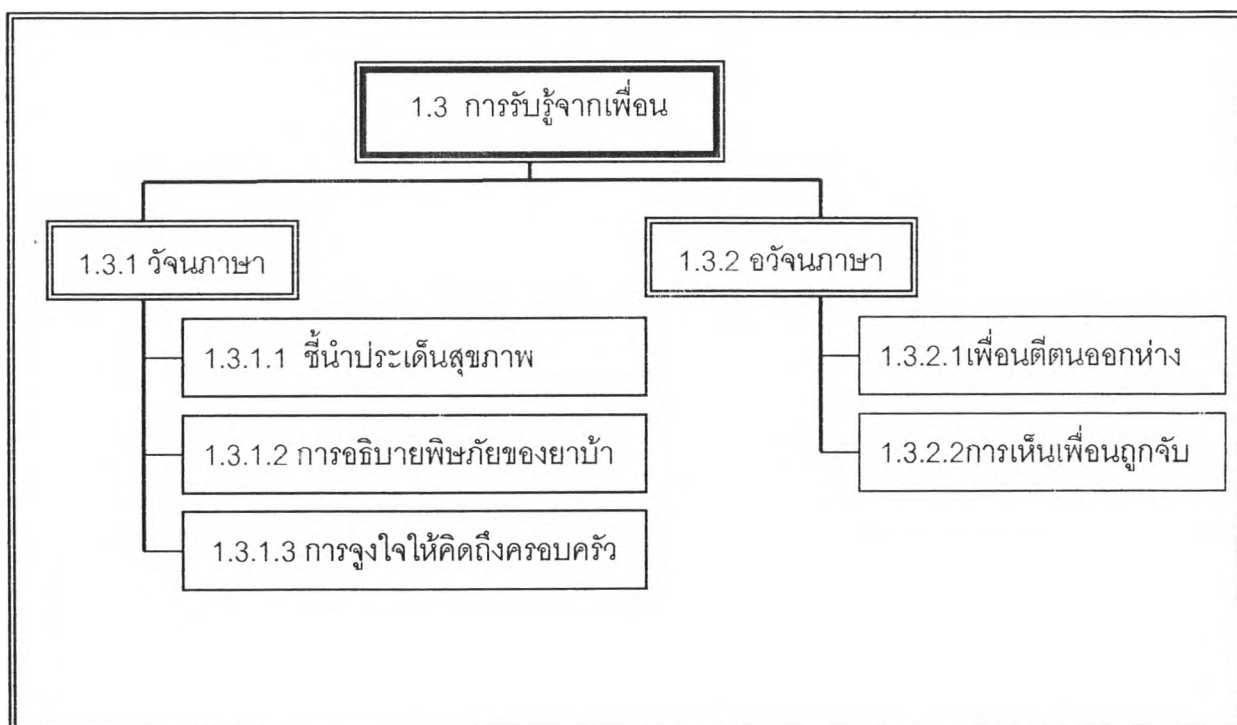 1.3 การรับรู้จากเพื่อน
1.3.1 วัจนภาษา
1.3.1.1 ชี้นำประเด็นสุขภาพ
1.3.1.2 การอธิบายพิษภัยของยาบ้า
1.3.1.3 การจูงใจให้คิดถึงครอบครัว
1.3.2 อวัจนภาษา
1.3.2.1เพื่อนตีตนออกห่าง
1.3.2.2การเห็นเพื่อนถูกจับ